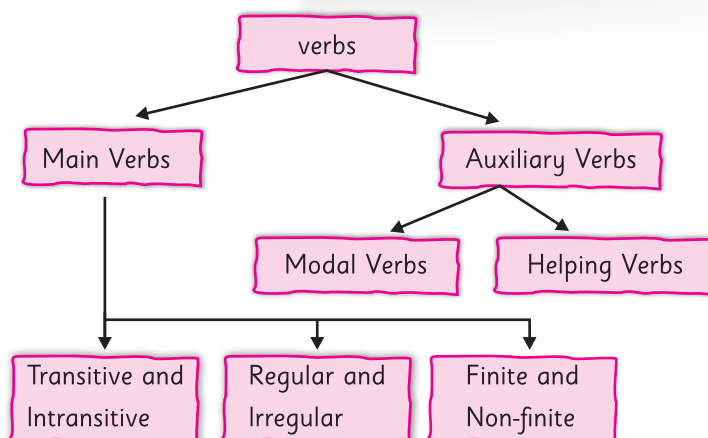 verbs
Main Verbs
Auxiliary Verbs
Modal Verbs
Helping Verbs
Transitive and
Intransitive
Regular and
Irregular
Finite and
Non-finite